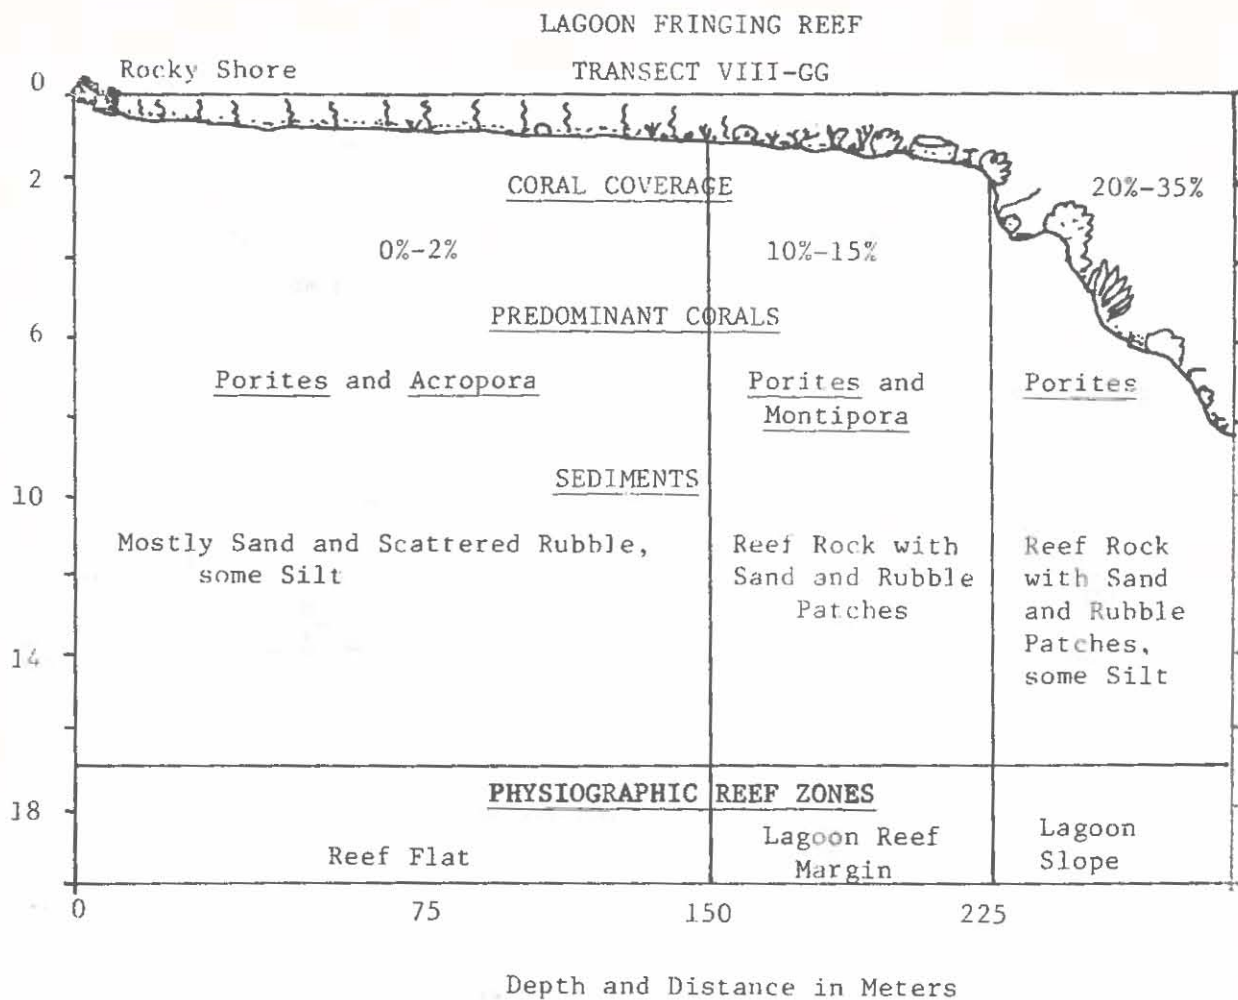 LAGOON FRINGING REEF
TRANSECT VIII-GG
Rocky Shore
0
2
6
10
14
18
CORAL COVERAGE
0%-2%
10%-15%
20%-35%
PREDOMINANT CORALS
Porites and Acropora
Porites and
Montipora
Porites
SEDIMENTS
Mostly Sand and Scattered Rubble,
some Silt
Reef Rock with
Sand and Rubble
Patches
Reef Rock
with Sand
and Rubble
Patches,
some Silt
PHYSIOGRAPHIC REEF ZONES
Reef Flat
Lagoon Reef
Margin
Lagoon
Slope
0 75 150 225
Depth and Distance in Meters